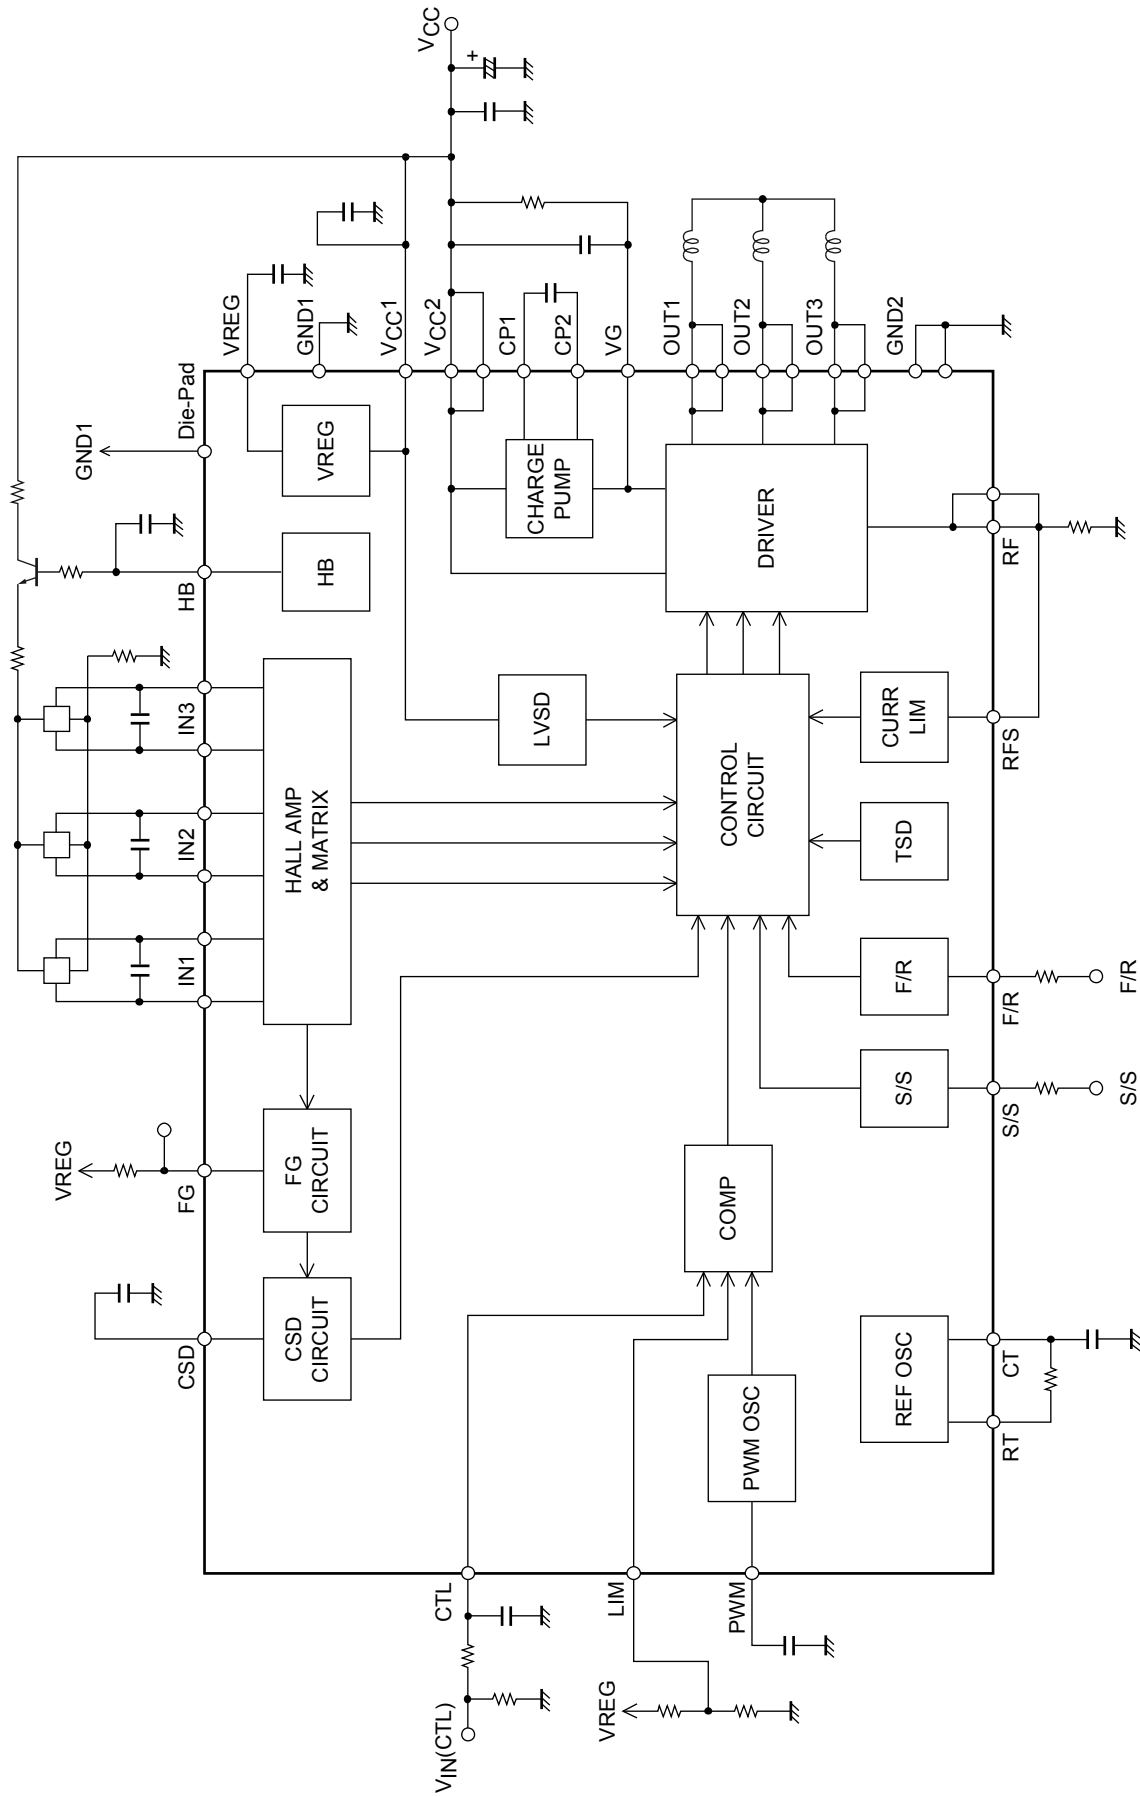 VCC
VREG
GND1
VCC1
VCC2
CP1
CP2
VG
OUT1
OUT2
OUT3
GND2
GND1
Die-Pad
VREG
CHARGE
PUMP
DRIVER
RF
HB
HB
IN3
IN2
IN1
HALL AMP
& MATRIX
LVSD
CONTROL
CIRCUIT
CURR
LIM
RFS
TSD
F/R
F/R
F/R
S/S
S/S
S/S
VREG
FG
FG
CIRCUIT
CSD
CSD
CIRCUIT
COMP
PWM OSC
REF OSC
CT
RT
CTL
LIM
PWM
VIN(CTL)
VREG
+